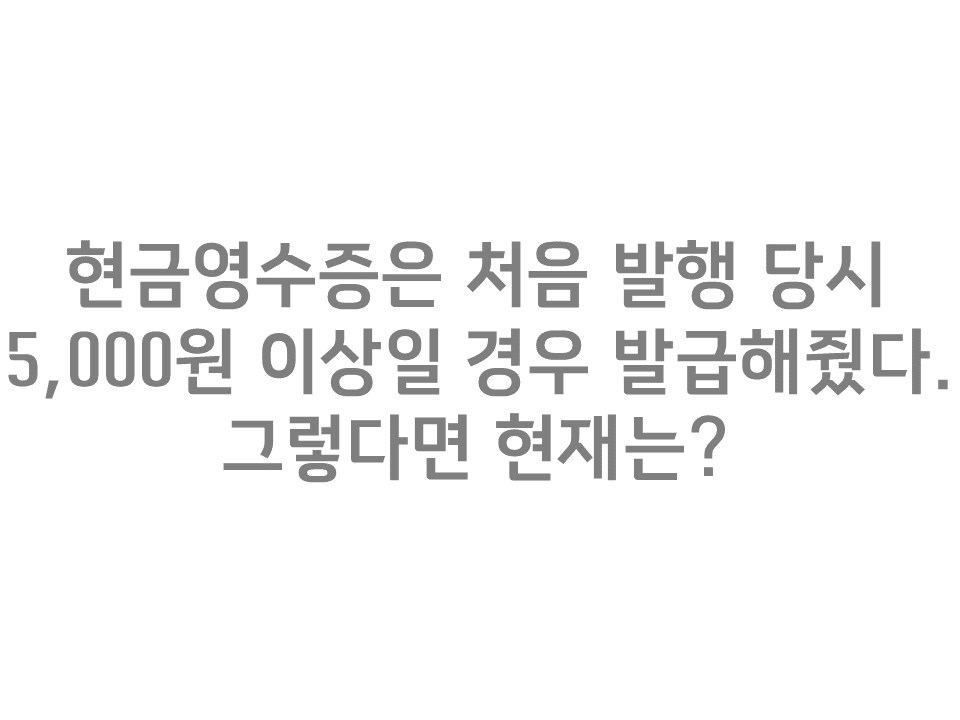 현금영수증은 처음 발행 당시
5,000원 이상일 경우 발급해줬다.
그렇다면 현재는?